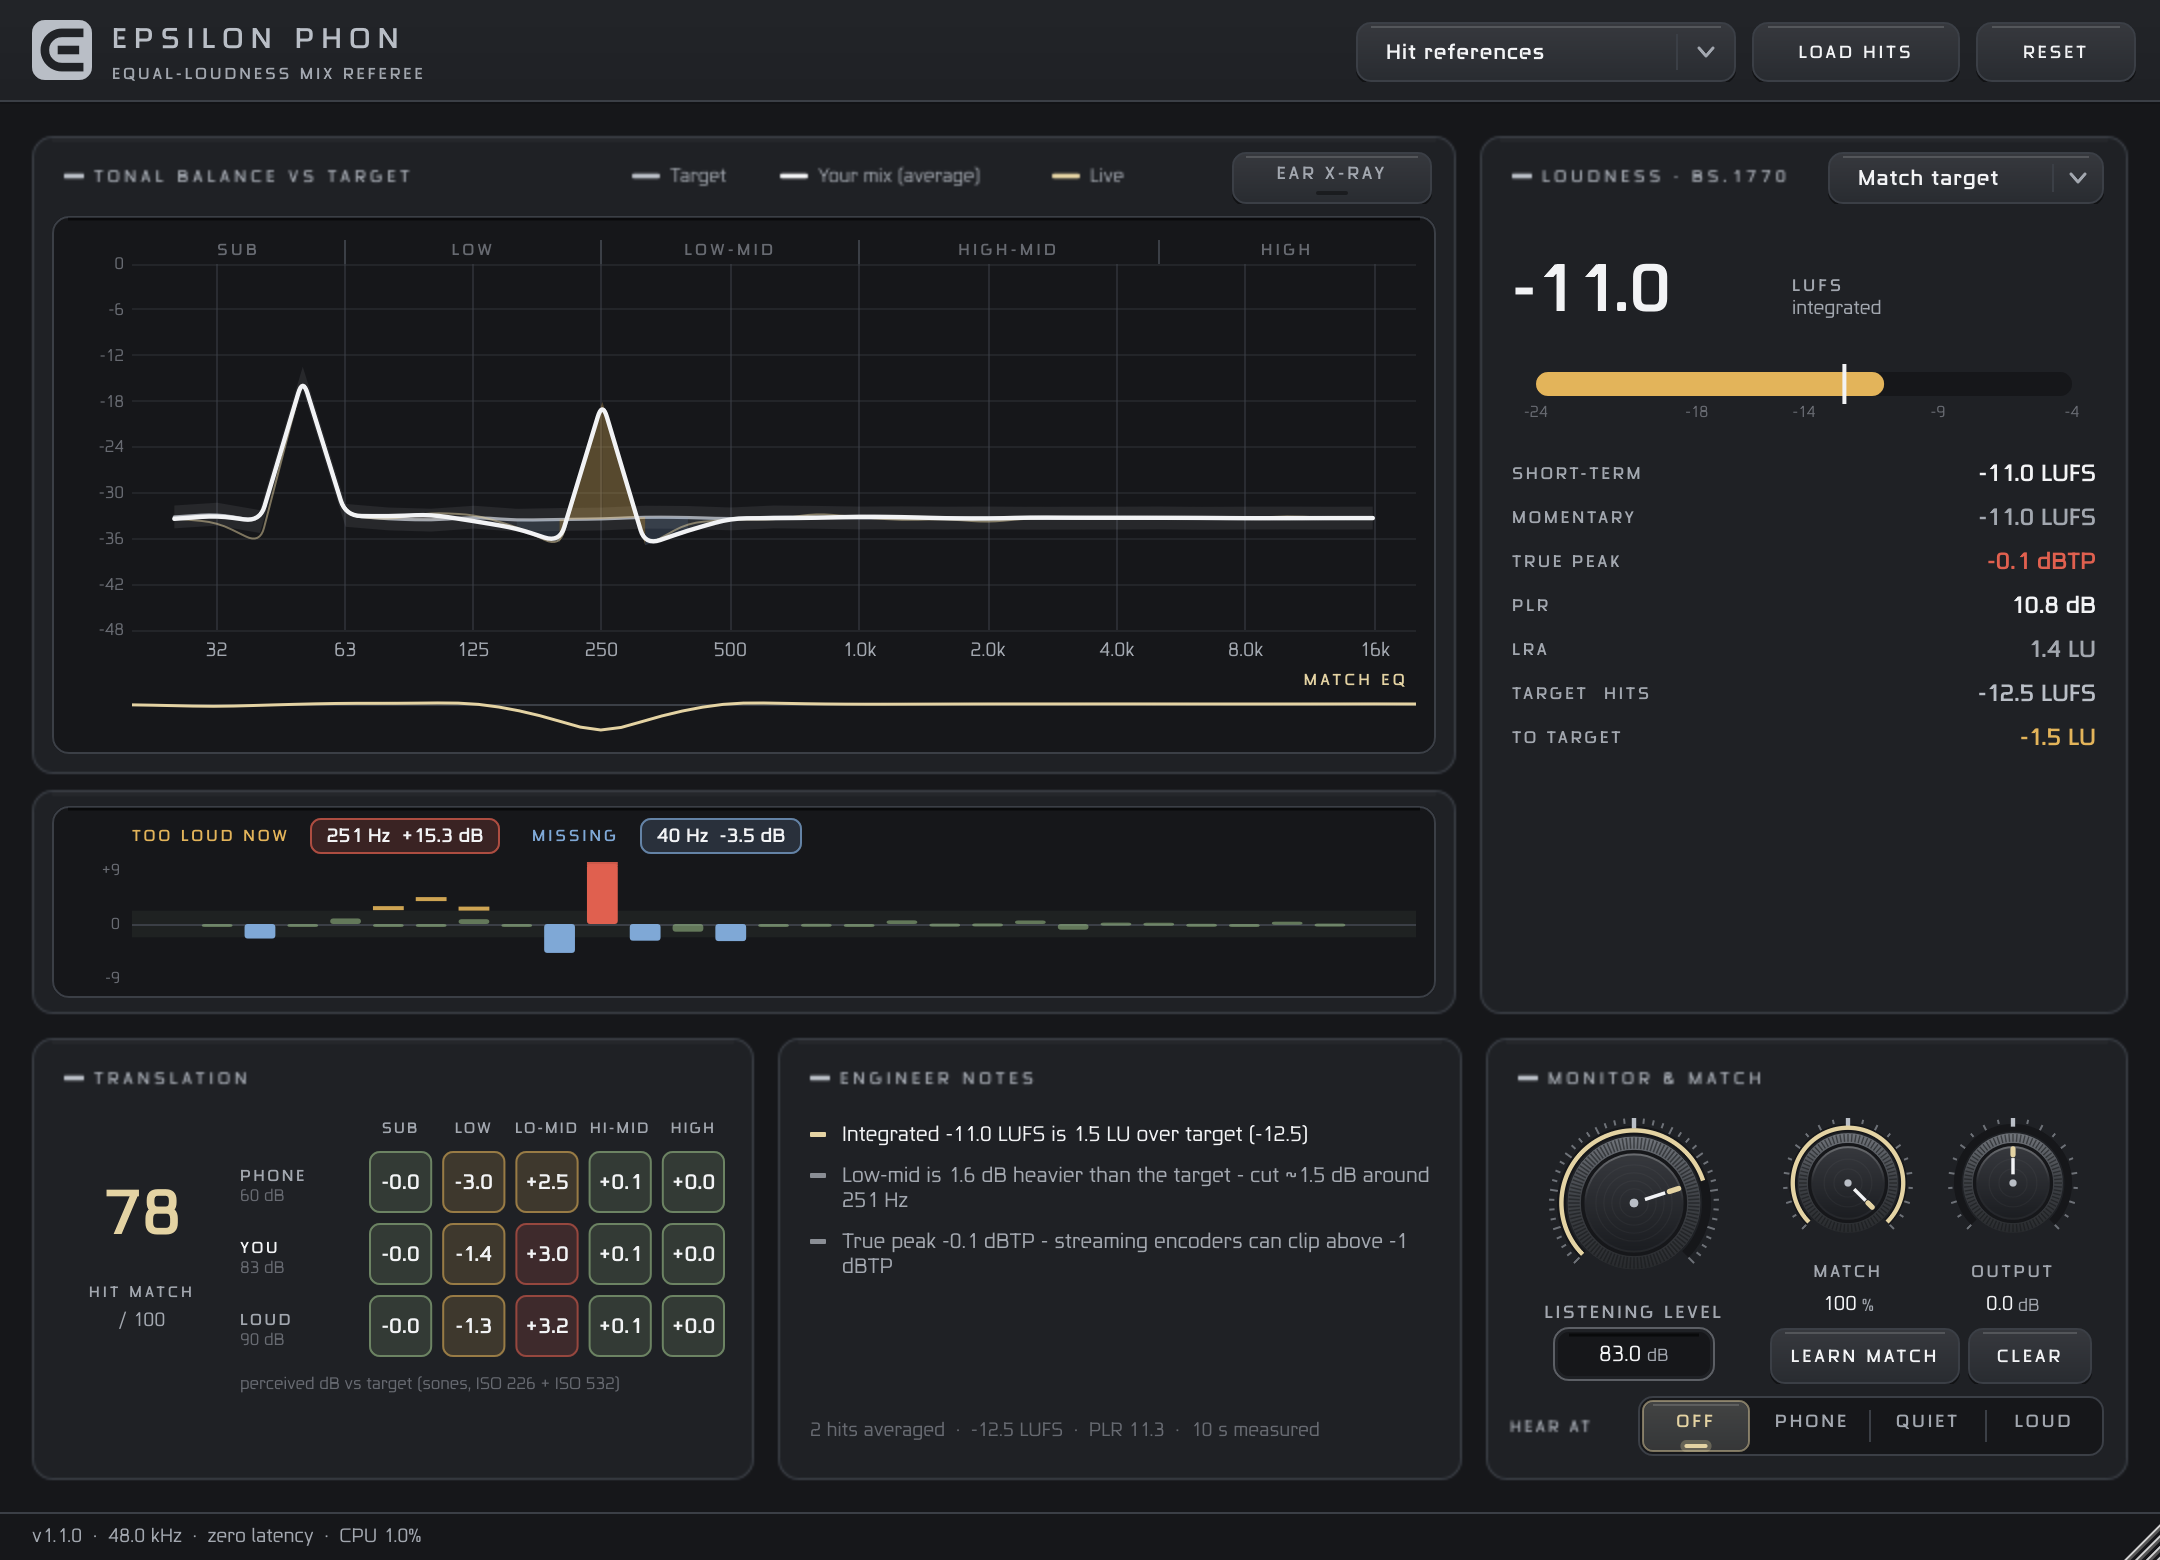 EPSILON PHON
EQUAL-LOUDNESS MIX REFEREE
Hit references
LOAD HITS
RESET
TONAL BALANCE VS TARGET
Target
Your mix (average)
Live
EAR X-RAY
SUB LOW LOW-MID HIGH-MID HIGH
0
-6
-12
-18
-24
-30
-36
-42
-48
32 63 125 250 500 1.0k 2.0k 4.0k 8.0k 16k
MATCH EQ
LOUDNESS · BS.1770
Match target
-11.0
LUFS
integrated
-24 -18 -14 -9 -4
SHORT-TERM -11.0 LUFS
MOMENTARY -11.0 LUFS
TRUE PEAK -0.1 dBTP
PLR 10.8 dB
LRA 1.4 LU
TARGET HITS -12.5 LUFS
TO TARGET -1.5 LU
TOO LOUD NOW 251 Hz +15.3 dB MISSING 40 Hz -3.5 dB
+9
0
-9
TRANSLATION
78
HIT MATCH
/ 100
SUB LOW LO-MID HI-MID HIGH
PHONE
60 dB
-0.0 -3.0 +2.5 +0.1 +0.0
YOU
83 dB
-0.0 -1.4 +3.0 +0.1 +0.0
LOUD
90 dB
-0.0 -1.3 +3.2 +0.1 +0.0
perceived dB vs target (sones, ISO 226 + ISO 532)
ENGINEER NOTES
Integrated -11.0 LUFS is 1.5 LU over target (-12.5)
Low-mid is 1.6 dB heavier than the target - cut ~1.5 dB around
251 Hz
True peak -0.1 dBTP - streaming encoders can clip above -1
dBTP
2 hits averaged · -12.5 LUFS · PLR 11.3 · 10 s measured
MONITOR & MATCH
LISTENING LEVEL
83.0 dB
MATCH
100 %
OUTPUT
0.0 dB
LEARN MATCH
CLEAR
HEAR AT
OFF
PHONE
QUIET
LOUD
v1.1.0 · 48.0 kHz · zero latency · CPU 1.0%